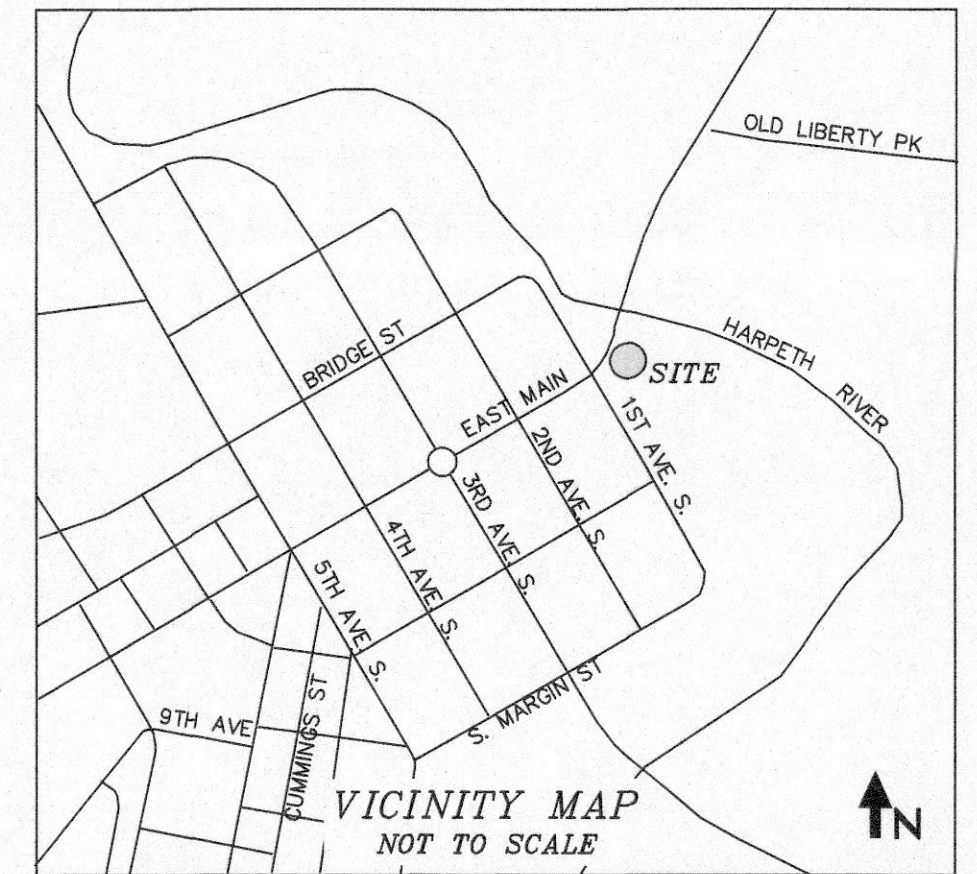 OLD LIBERTY PK
HARPETH
RIVER
BRIDGE ST
SITE
EAST MAIN
1ST AVE. S.
2ND AVE. S.
3RD AVE. S.
4TH AVE. S.
5TH AVE. S.
S. MARGIN ST
9TH AVE
CUMMINGS ST
VICINITY MAP
NOT TO SCALE
N